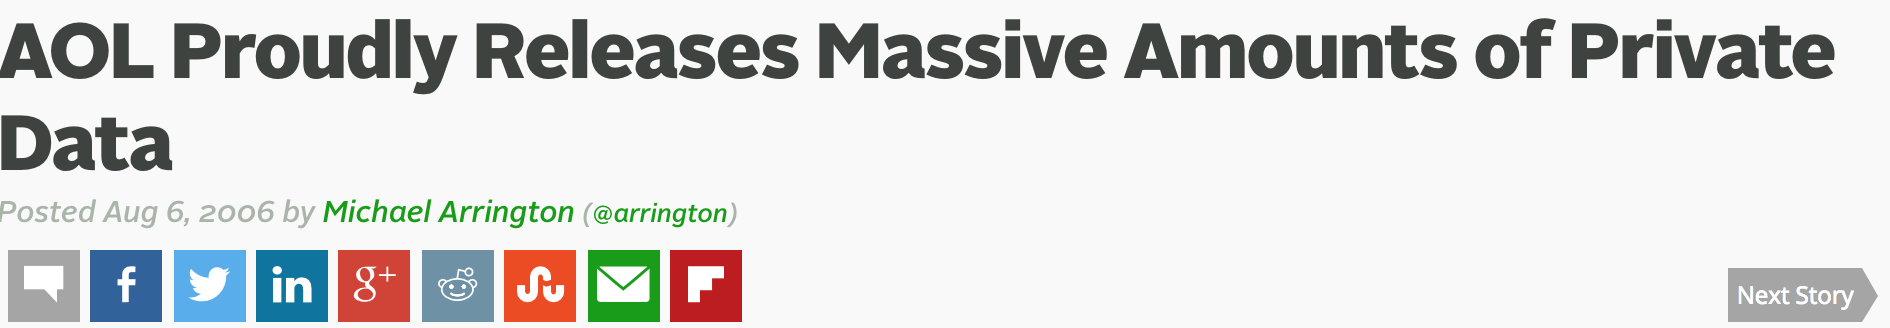 AOL Proudly Releases Massive Amounts of Private
Data
Posted Aug 6, 2006 by Michael Arrington (@arrington)
f in g+
Next Story